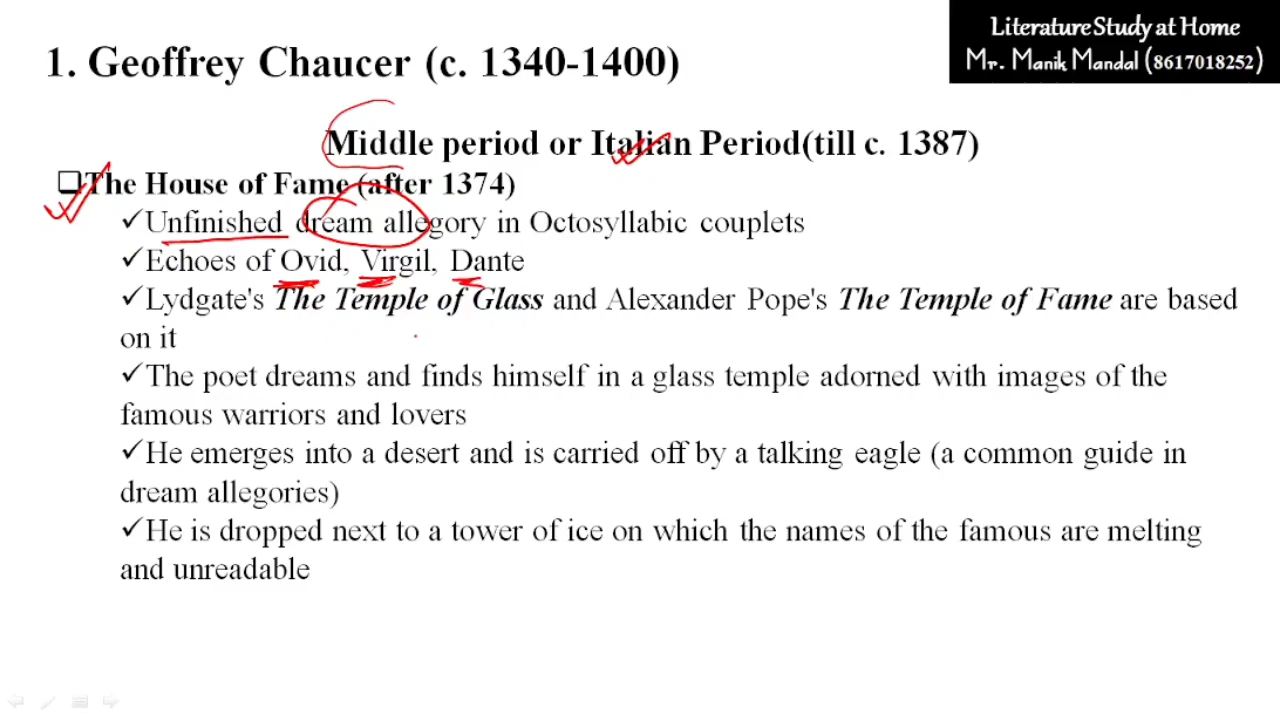 Literature Study at Home
Mr. Manik Mandal (8617018252)
1. Geoffrey Chaucer (c. 1340-1400)
Middle period or Italian Period(till c. 1387)
❑The House of Fame (after 1374)
✓Unfinished dream allegory in Octosyllabic couplets
✓Echoes of Ovid, Virgil, Dante
✓Lydgate's The Temple of Glass and Alexander Pope's The Temple of Fame are based
on it
✓The poet dreams and finds himself in a glass temple adorned with images of the
famous warriors and lovers
✓He emerges into a desert and is carried off by a talking eagle (a common guide in
dream allegories)
✓He is dropped next to a tower of ice on which the names of the famous are melting
and unreadable